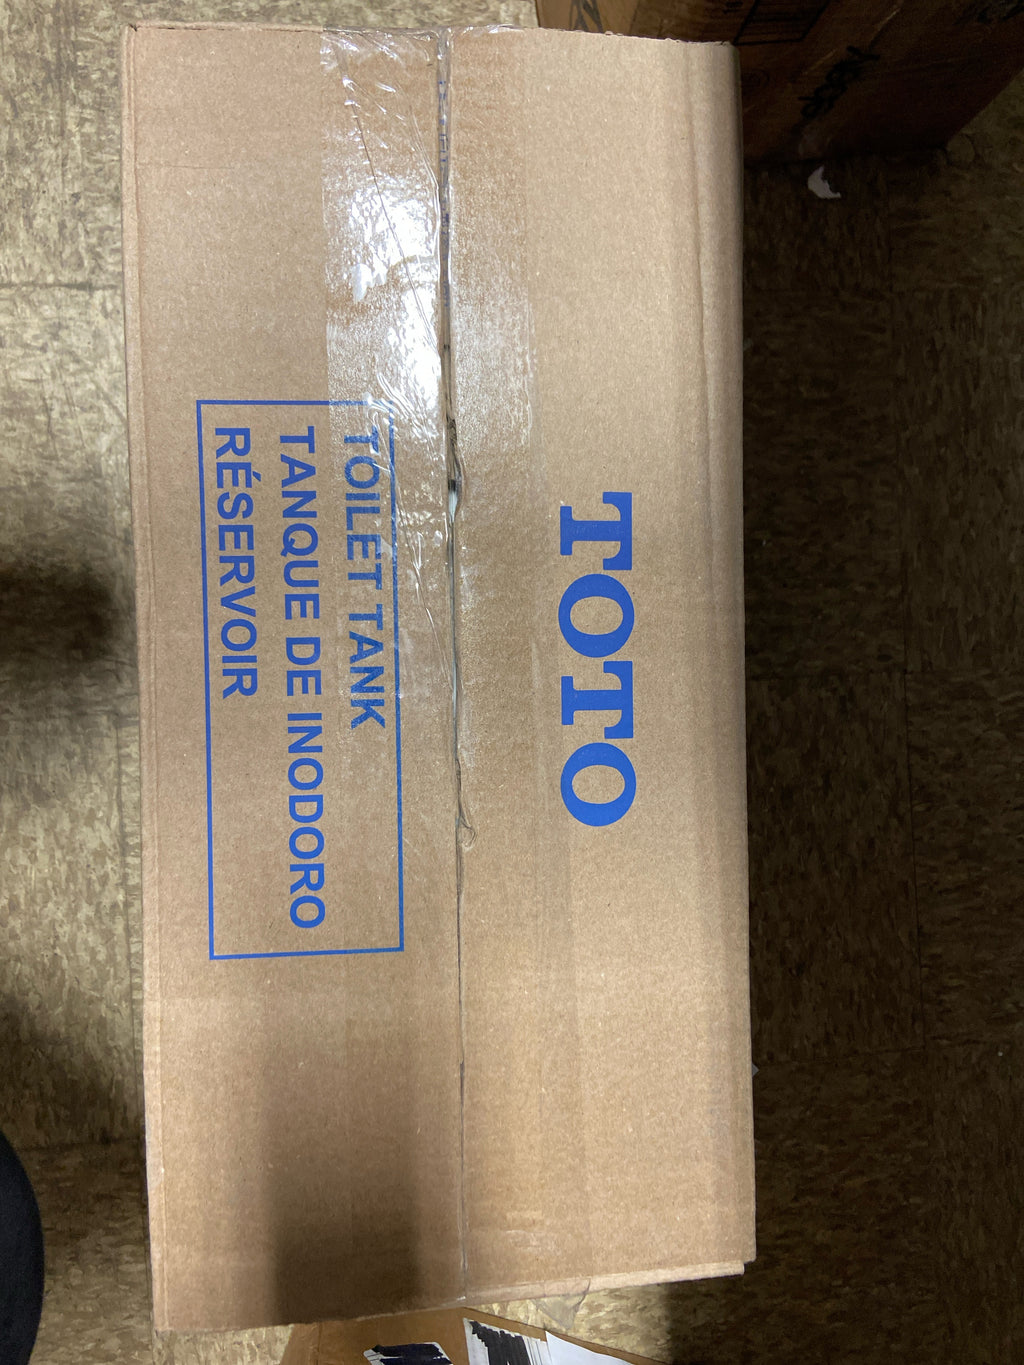 TOTO
TOILET TANK
TANQUE DE INODORO
RÉSERVOIR